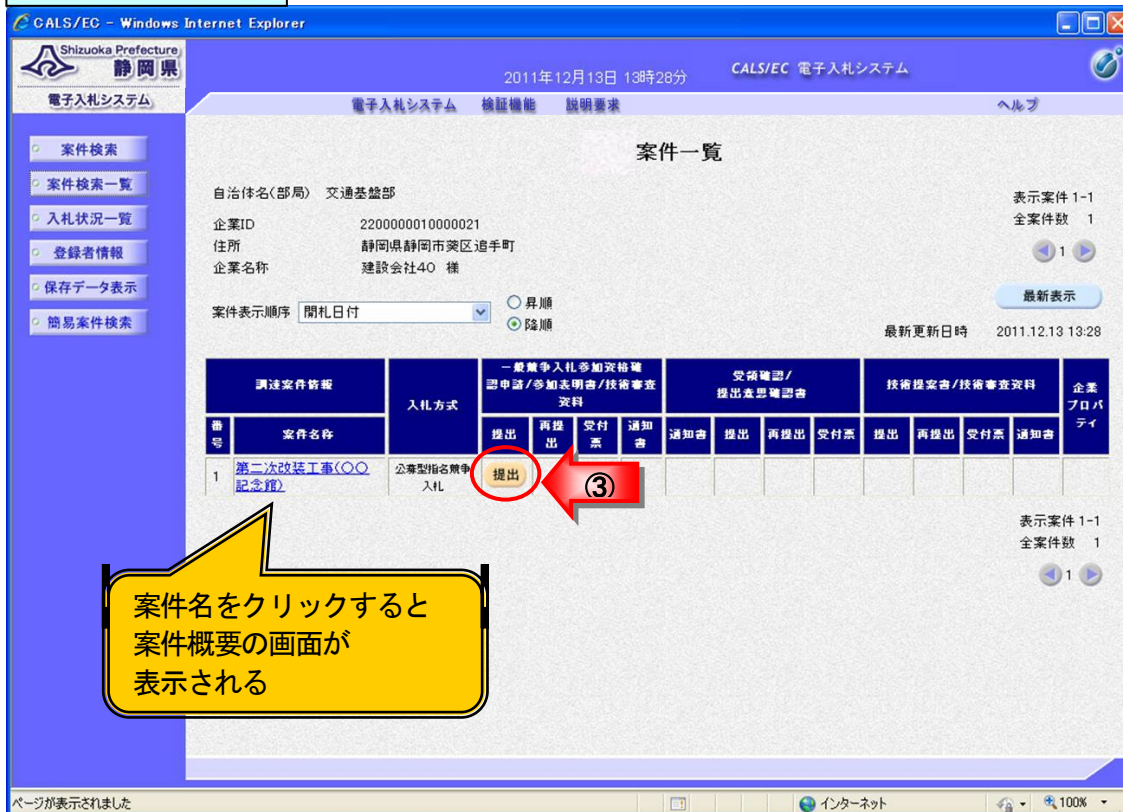 CALS/EC - Windows Internet Explorer
Shizuoka Prefecture
静岡県
電子入札システム
2011年12月13日 13時28分
CALS/EC 電子入札システム
電子入札システム 検証機能 説明要求 ヘルプ
案件検索
案件検索一覧
入札状況一覧
登録者情報
保存データ表示
簡易案件検索
案件一覧
自治体名(部局) 交通基盤部
企業ID 2200000010000021
住所 静岡県静岡市葵区追手町
企業名称 建設会社40 様
表示案件 1-1
全案件数 1
1
案件表示順序 開札日付
昇順
降順
最新表示
最新更新日時 2011.12.13 13:28
調達案件情報
入札方式
一般競争入札参加資格確
認申請/参加表明書/技術審査
資料
受領確認/
提出意思確認書
技術提案書/技術審査資料
企業
プロパ
ティ
番
号
案件名称
提出
再提
出
受付
票
通知
書
通知書 提出 再提出 受付票 提出 再提出 受付票 通知書
1
第二次改装工事(〇〇
記念館)
公募型指名競争
入札
提出
③
表示案件 1-1
全案件数 1
1
案件名をクリックすると
案件概要の画面が
表示される
ページが表示されました
インターネット
100%